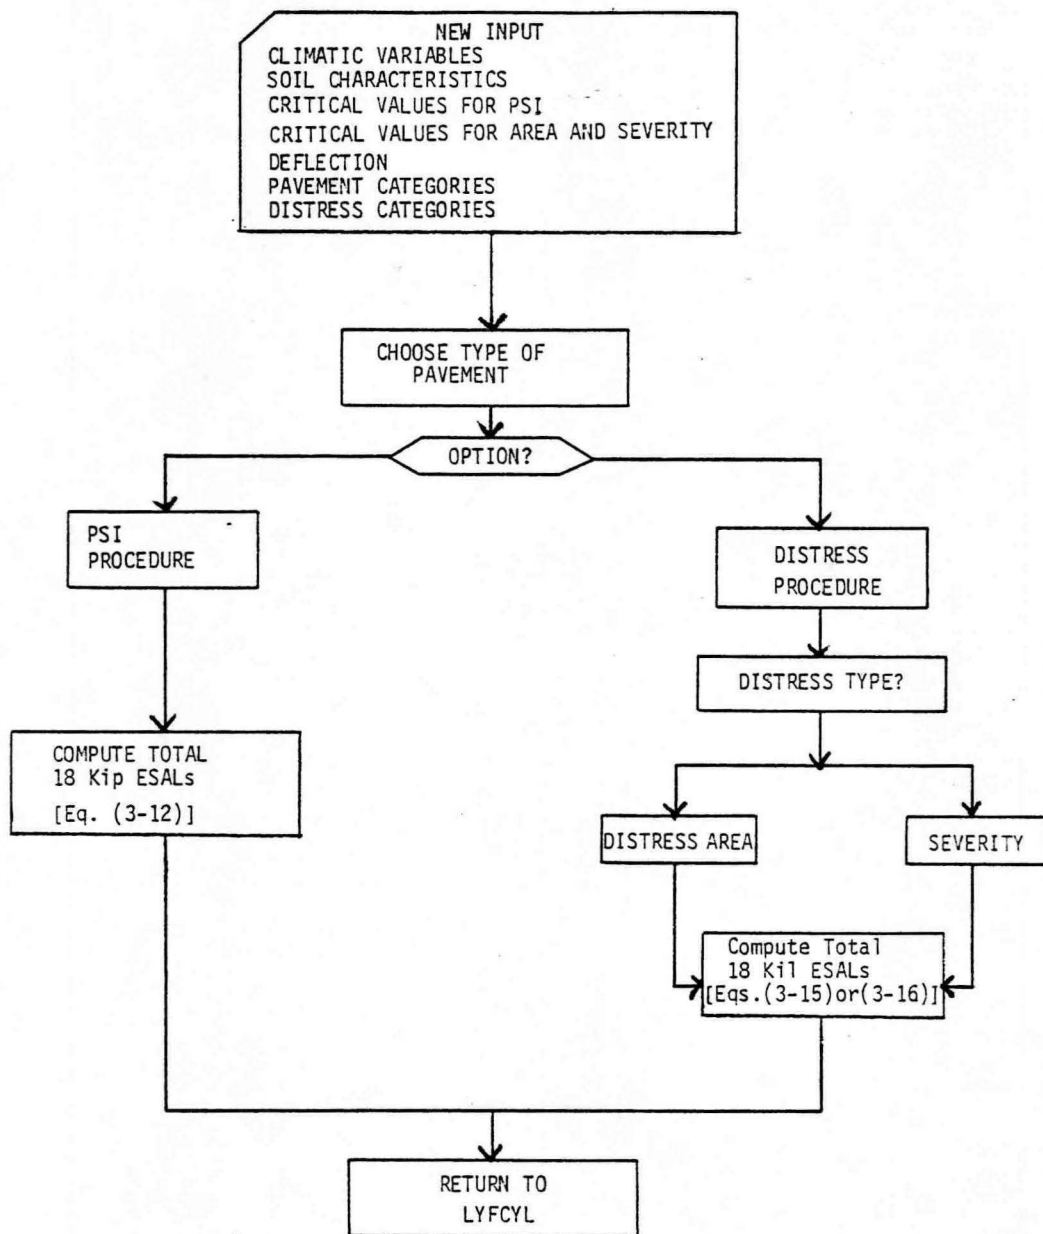 NEW INPUT
CLIMATIC VARIABLES
SOIL CHARACTERISTICS
CRITICAL VALUES FOR PSI
CRITICAL VALUES FOR AREA AND SEVERITY
DEFLECTION
PAVEMENT CATEGORIES
DISTRESS CATEGORIES
CHOOSE TYPE OF
PAVEMENT
OPTION?
PSI
PROCEDURE
COMPUTE TOTAL
18 Kip ESALs
[Eq. (3-12)]
DISTRESS
PROCEDURE
DISTRESS TYPE?
DISTRESS AREA
SEVERITY
Compute Total
18 Kil ESALs
[Eqs.(3-15)or(3-16)]
RETURN TO
LYFCYL